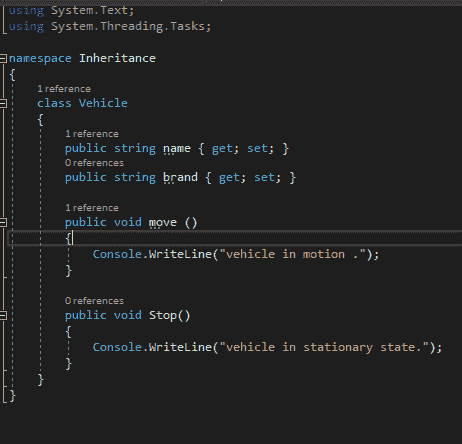 using System.Text;
using System.Threading.Tasks;
namespace Inheritance
{
1 reference
class Vehicle
{
1 reference
public string name { get; set; }
0 references
public string brand { get; set; }
1 reference
public void move ()
{
Console.WriteLine("vehicle in motion .");
}
0 references
public void Stop()
{
Console.WriteLine("vehicle in stationary state.");
}
}
}